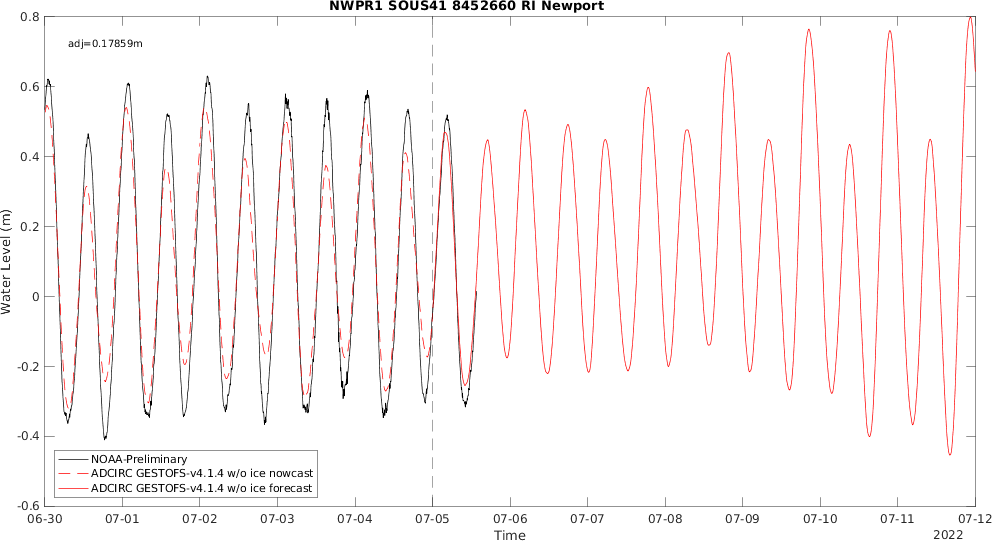 NWPR1 SOUS41 8452660 RI Newport
adj=0.17859m
0.8
0.6
0.4
0.2
0
-0.2
-0.4
-0.6
Water Level (m)
NOAA-Preliminary
ADCIRC GESTOFS-v4.1.4 w/o ice nowcast
ADCIRC GESTOFS-v4.1.4 w/o ice forecast
06-30 07-01 07-02 07-03 07-04 07-05 07-06 07-07 07-08 07-09 07-10 07-11 07-12
Time
2022